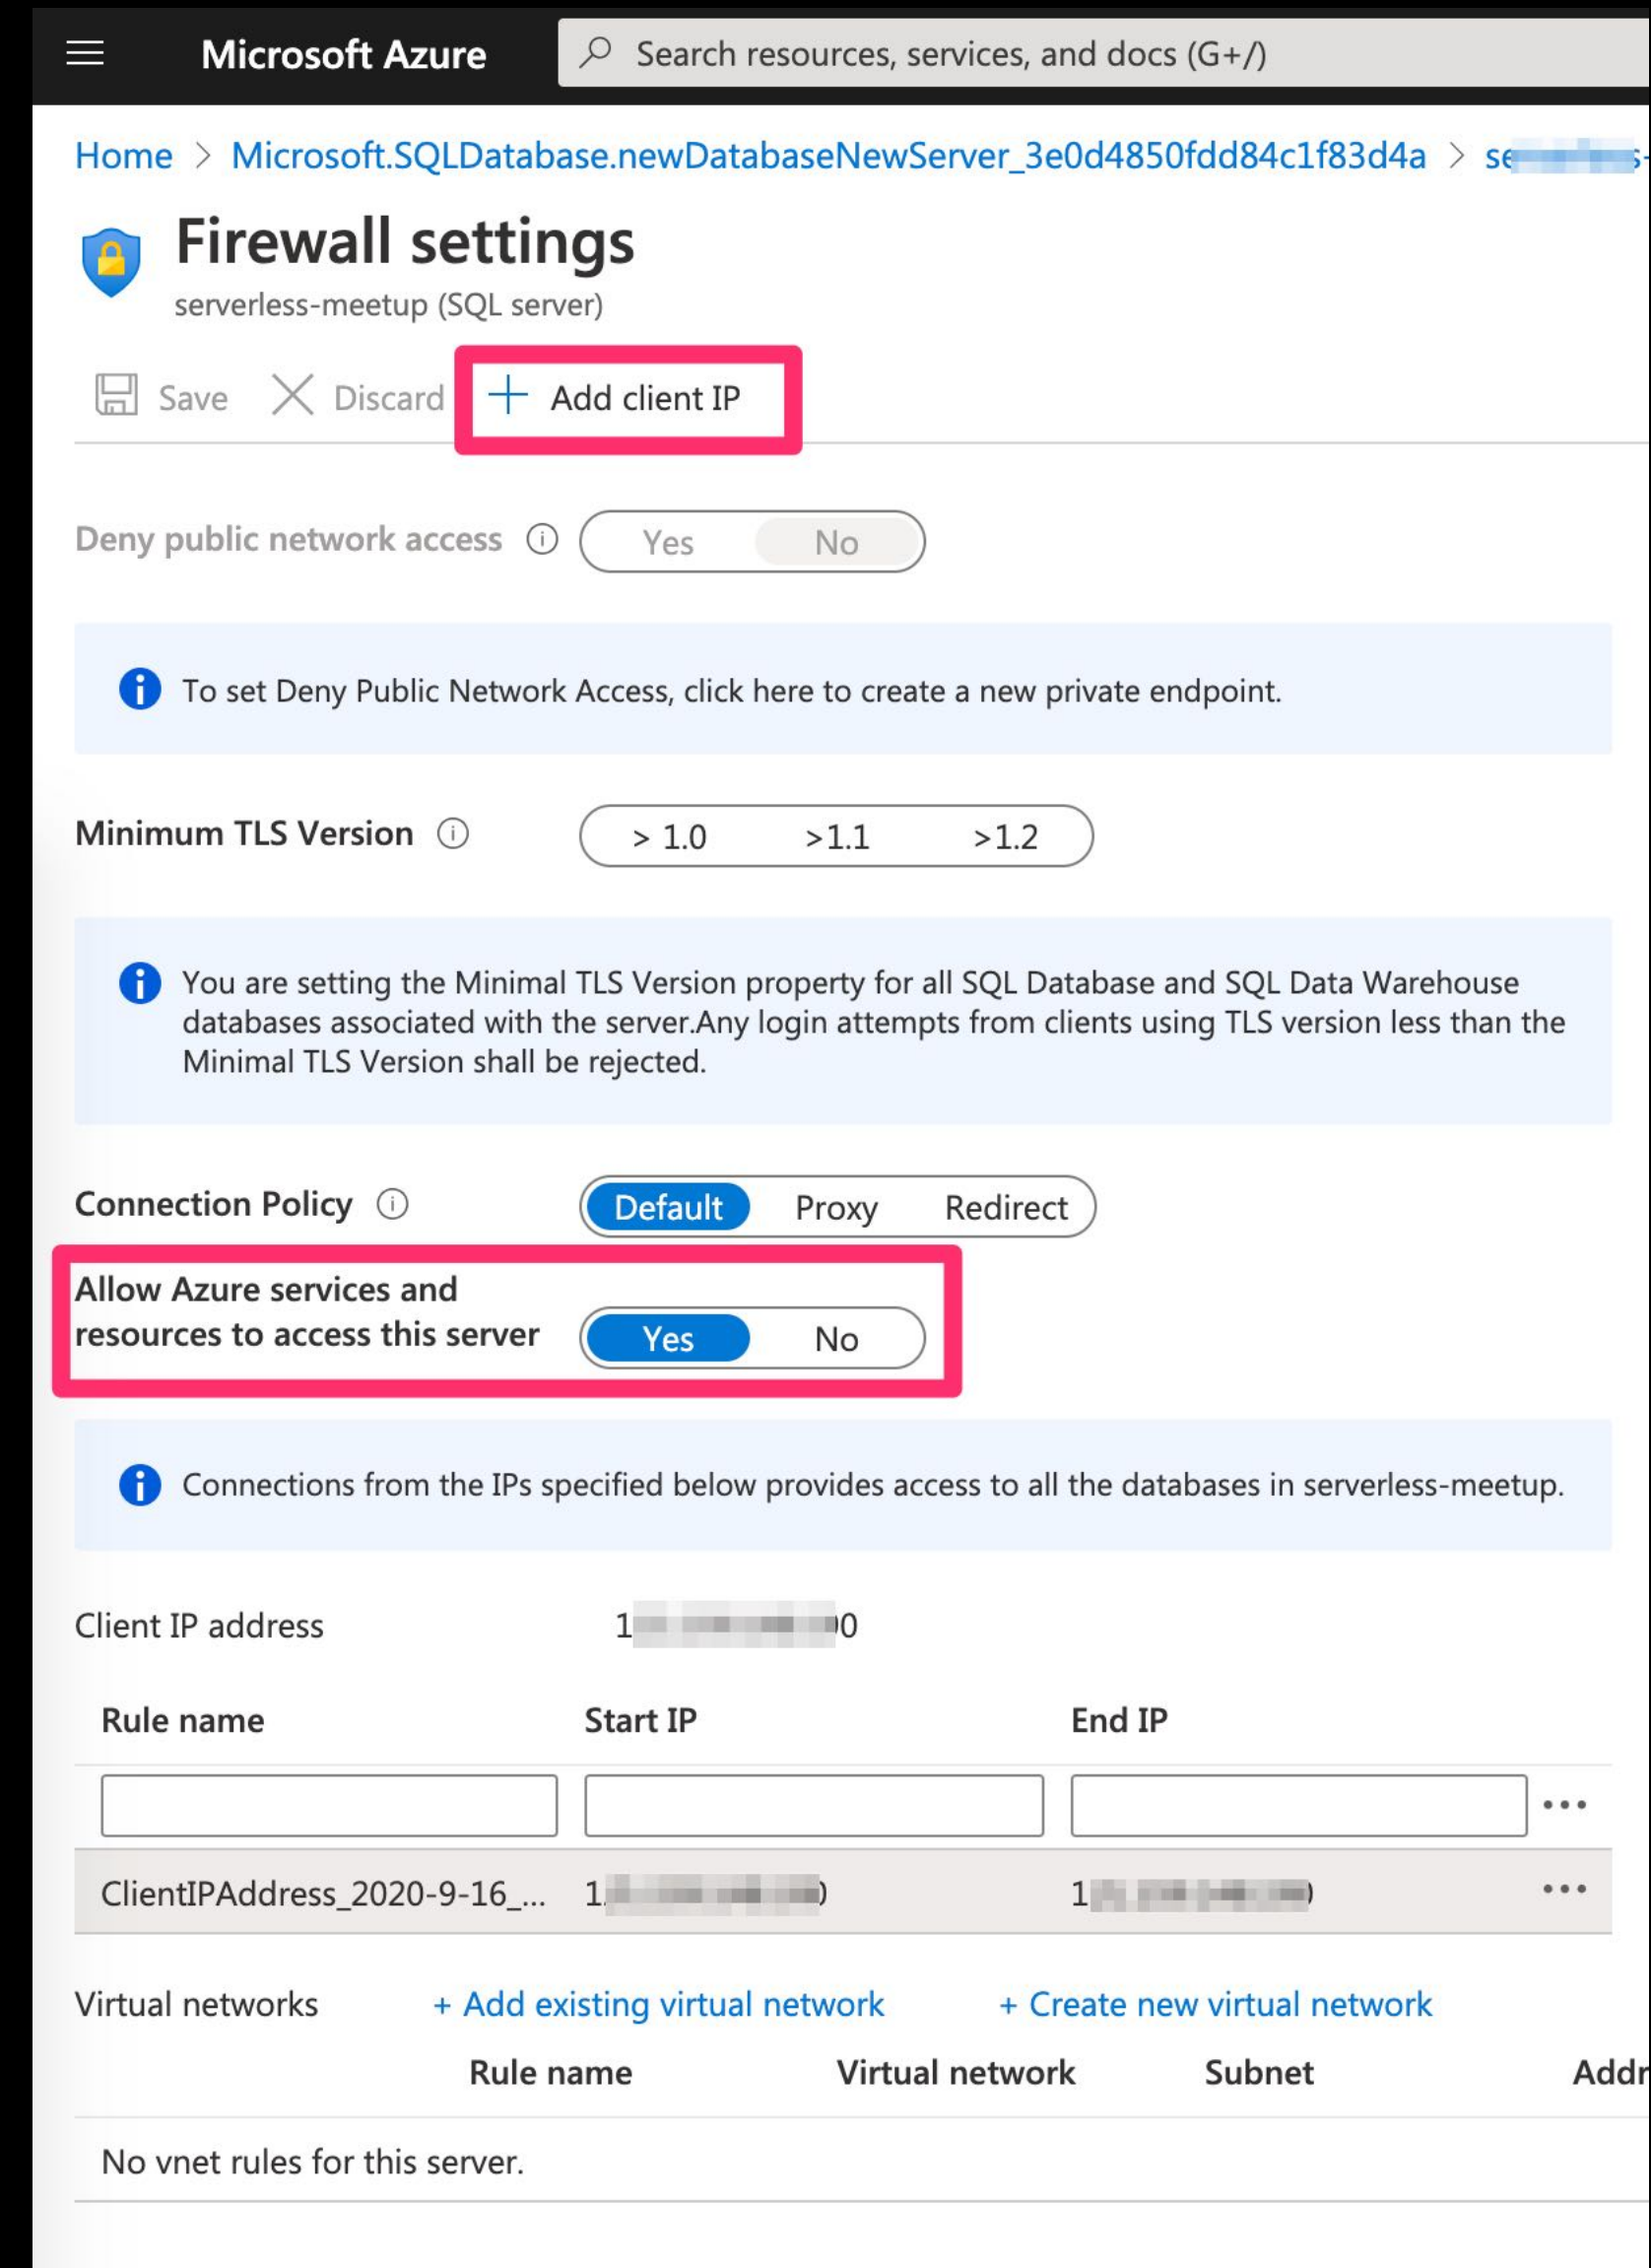 Microsoft Azure
Search resources, services, and docs (G+/)
Home > Microsoft.SQLDatabase.newDatabaseNewServer_3e0d4850fdd84c1f83d4a >
Firewall settings
serverless-meetup (SQL server)
Save Discard + Add client IP
Deny public network access Yes No
To set Deny Public Network Access, click here to create a new private endpoint.
Minimum TLS Version > 1.0 >1.1 >1.2
You are setting the Minimal TLS Version property for all SQL Database and SQL Data Warehouse
databases associated with the server.Any login attempts from clients using TLS version less than the
Minimal TLS Version shall be rejected.
Connection Policy Default Proxy Redirect
Allow Azure services and
resources to access this server Yes No
Connections from the IPs specified below provides access to all the databases in serverless-meetup.
Client IP address
Rule name Start IP End IP
ClientIPAddress_2020-9-16_...
Virtual networks + Add existing virtual network + Create new virtual network
Rule name Virtual network Subnet Addr
No vnet rules for this server.